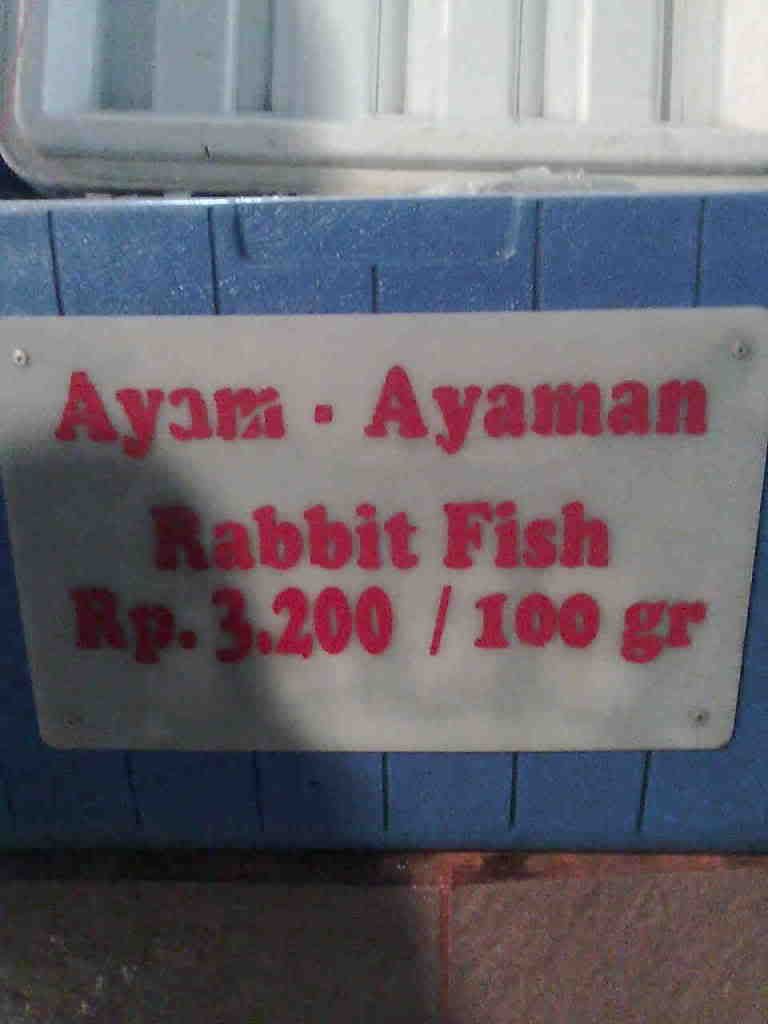 Ayam - Ayaman
Rabbit Fish
Rp. 3.200 / 100 gr